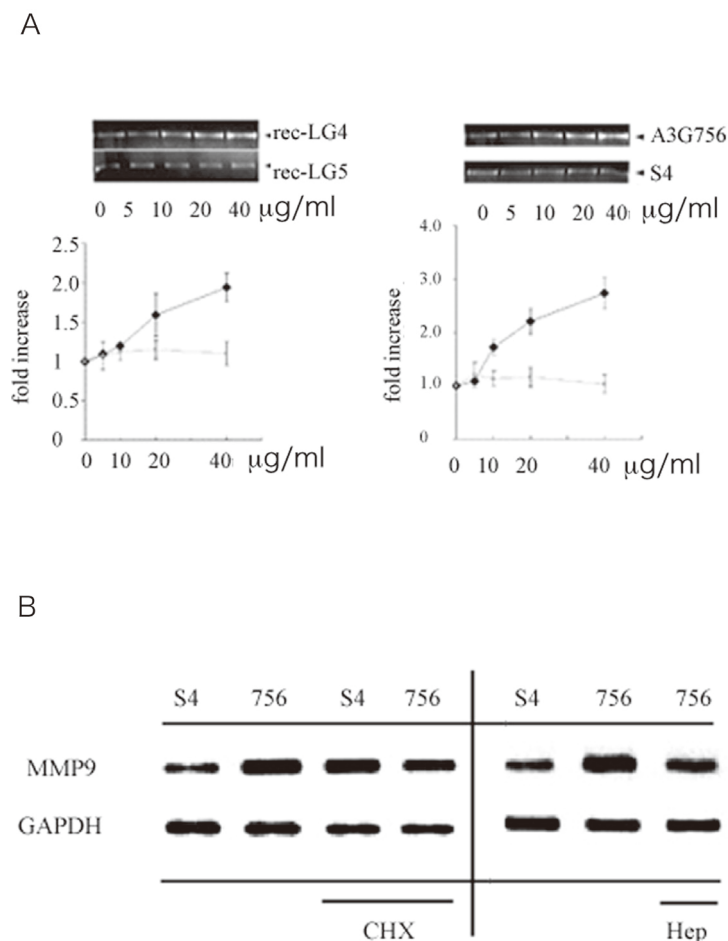 A
rec-LG4
rec-LG5
0 5 10 20 40 μg/ml
A3G756
S4
0 5 10 20 40 μg/ml
fold increase
2.5
2.0
1.5
1
0.5
0
0 10 20 40 μg/ml
fold increase
4.0
3.0
2.0
1.0
0
0 10 20 40 μg/ml
B
S4 756 S4 756 S4 756 756
MMP9
GAPDH
CHX Hep